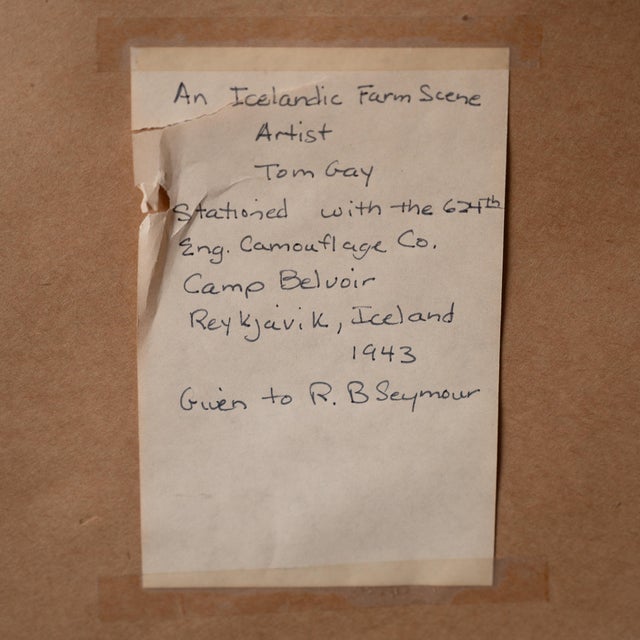 An Icelandic Farm Scene
Artist
Tom Gay
Stationed with the 624th
Eng. Camouflage Co.
Camp Belvoir
Reykjavik, Iceland
1943
Given to R. B Seymour